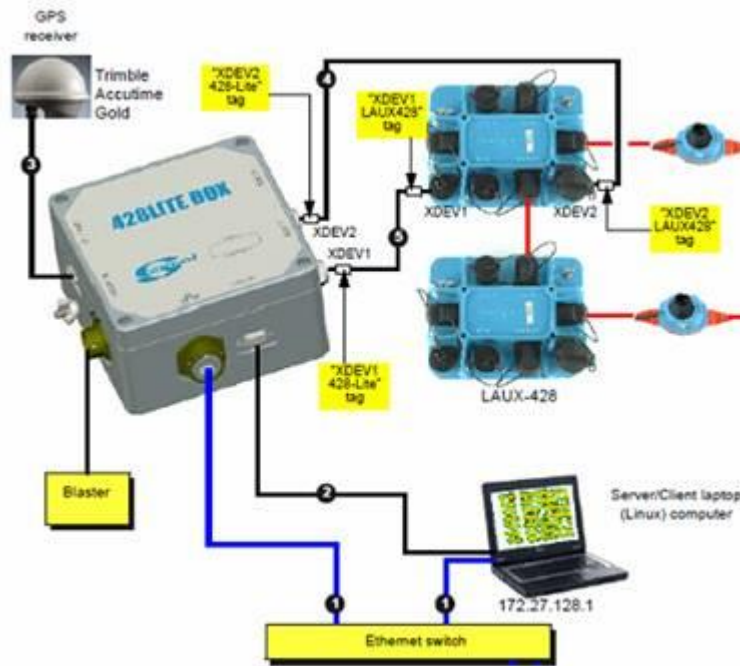 GPS
receiver
Trimble
Accutime
Gold
"XDEV2
428-Lite"
tag
4
"XDEV1
LAUX428"
tag
3
428LITE BOX
XDEV2
XDEV1
XDEV1
XDEV2
"XDEV2
LAUX428"
tag
5
"XDEV1
428-Lite"
tag
LAUX-428
Blaster
2
Server/Client laptop
(Linux) computer
172.27.128.1
1
1
Ethernet switch